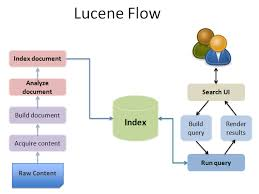 Lucene Flow
Index document
Analyze
document
Build document
Acquire content
Raw Content
Index
Search UI
Build
query
Render
results
Run query